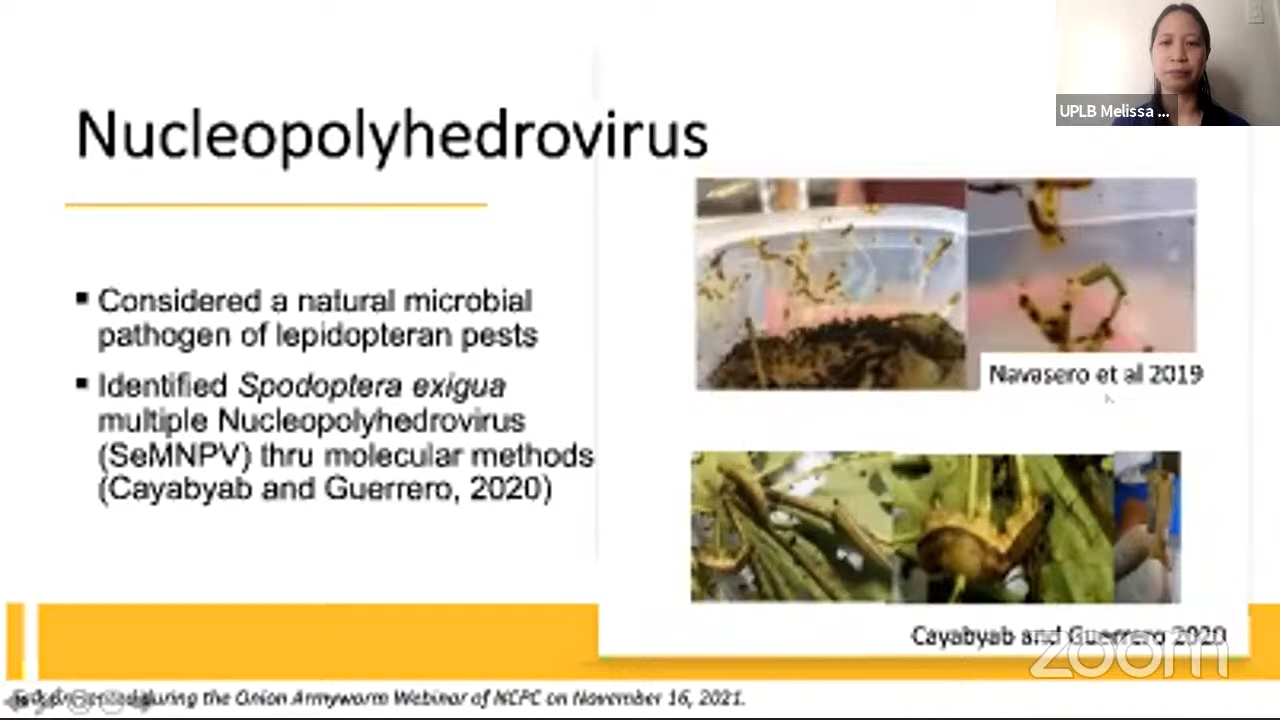 UPLB Melissa ...
Nucleopolyhedrovirus
Considered a natural microbial
pathogen of lepidopteran pests
Identified Spodoptera exigua
multiple Nucleopolyhedrovirus
(SeMNPV) thru molecular methods
(Cayabyab and Guerrero, 2020)
Navasero et al 2019
Cayabyab and Guerrero 2020
zoom
during the Onion Armyworm Webinar of NCPC on November 16, 2021.